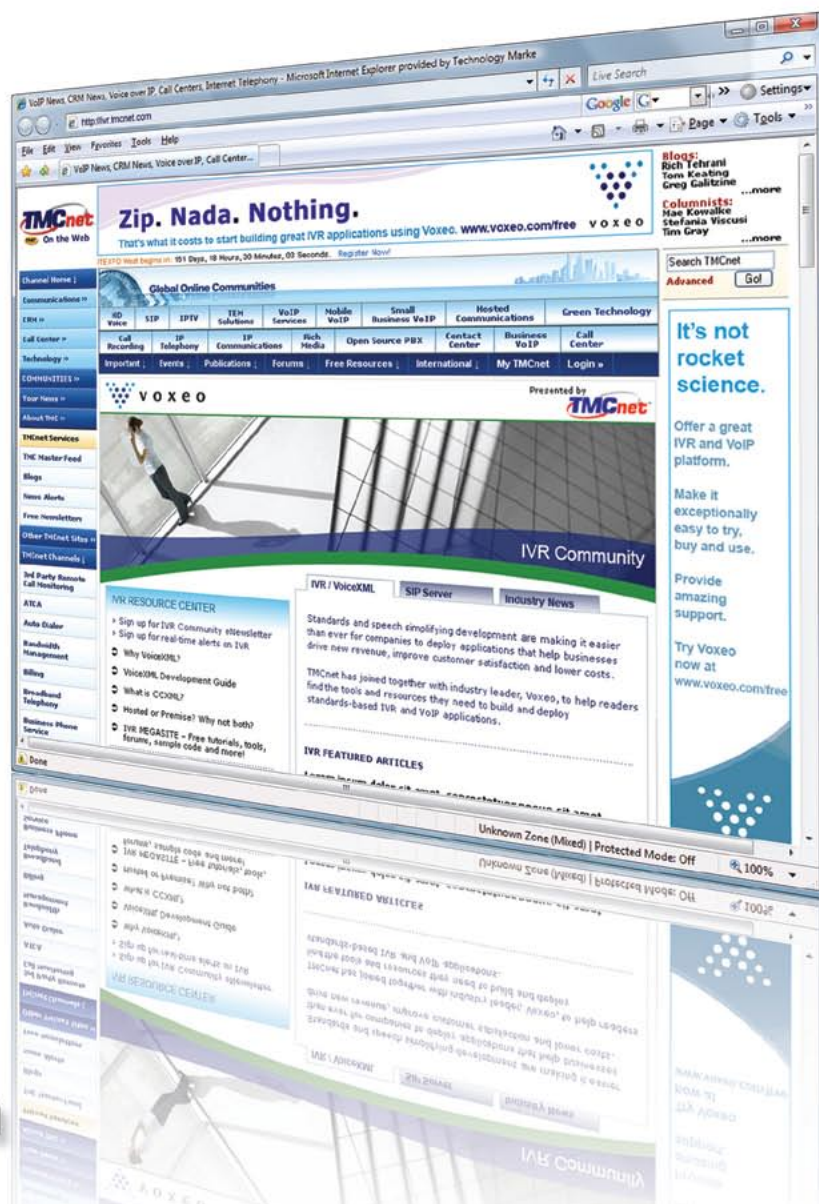 VoIP News, CRM News, Voice over IP, Call Centers, Internet Telephony - Microsoft Internet Explorer provided by Technology Marke
http://ivr.tmcnet.com
Live Search
Google
Settings
File Edit View Favorites Tools Help
VoIP News, CRM News, Voice over IP, Call Center...
Page Tools
TMCnet
On the Web
Zip. Nada. Nothing.
That's what it costs to start building great IVR applications using Voxeo. www.voxeo.com/free
voxeo
Blogs:
Rich Tehrani
Tom Keating
Greg Galitzine
...more
Columnists:
Mae Kowalke
Stefania Viscusi
Tim Gray
...more
Search TMCnet
Advanced Go!
ITEXPO West begins in: 191 Days, 18 Hours, 30 Minutes, 03 Seconds. Register Now!
Global Online Communities
HD Voice
SIP
IPTV
TEM Solutions
VoIP Services
Mobile VoIP
Small Business VoIP
Hosted Communications
Green Technology
Call Recording
IP Telephony
IP Communications
Rich Media
Open Source PBX
Contact Center
Business VoIP
Call Center
Important Events Publications Forums Free Resources International My TMCnet Login »
Channel Home
Communications »
CRM »
Call Center »
Technology »
COMMUNITIES »
Your News »
About TMC »
TMCnet Services
TMC Master Feed
Blogs
News Alerts
Free Newsletters
Other TMCnet Sites »
TMCnet Channels
3rd Party Remote
Call Monitoring
ATCA
Auto Dialer
Bandwidth
Management
Billing
Broadband
Telephony
Business Phone
Service
voxeo
Presented by
TMCnet
IVR Community
IVR RESOURCE CENTER
› Sign up for IVR Community eNewsletter
› Sign up for real-time alerts on IVR
Why VoiceXML?
VoiceXML Development Guide
What is CCXML?
Hosted or Premise? Why not both?
IVR MEGASITE – Free tutorials, tools,
forums, sample code and more!
IVR / VoiceXML
SIP Server
Industry News
Standards and speech simplifying development are making it easier
than ever for companies to deploy applications that help businesses
drive new revenue, improve customer satisfaction and lower costs.
TMCnet has joined together with industry leader, Voxeo, to help readers
find the tools and resources they need to build and deploy
standards-based IVR and VoIP applications.
IVR FEATURED ARTICLES
It's not
rocket
science.
Offer a great
IVR and VoIP
platform.
Make it
exceptionally
easy to try,
buy and use.
Provide
amazing
support.
Try Voxeo
now at
www.voxeo.com/free
Done
Unknown Zone (Mixed) | Protected Mode: Off
100%